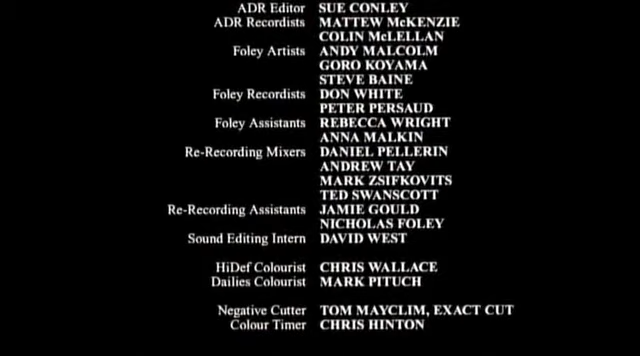 ADR Editor SUE CONLEY
ADR Recordists MATTHEW McKENZIE
COLIN McLELLAN
Foley Artists ANDY MALCOLM
GORO KOYAMA
STEVE BAINE
Foley Recordists DON WHITE
PETER PERSAUD
Foley Assistants REBECCA WRIGHT
ANNA MALKIN
Re-Recording Mixers DANIEL PELLERIN
ANDREW TAY
MARK ZSIFKOVITS
TED SWANSCOTT
Re-Recording Assistants JAMIE GOULD
NICHOLAS FOLEY
Sound Editing Intern DAVID WEST
HiDef Colourist CHRIS WALLACE
Dailies Colourist MARK PITUCH
Negative Cutter TOM MAYCLIM, EXACT CUT
Colour Timer CHRIS HINTON